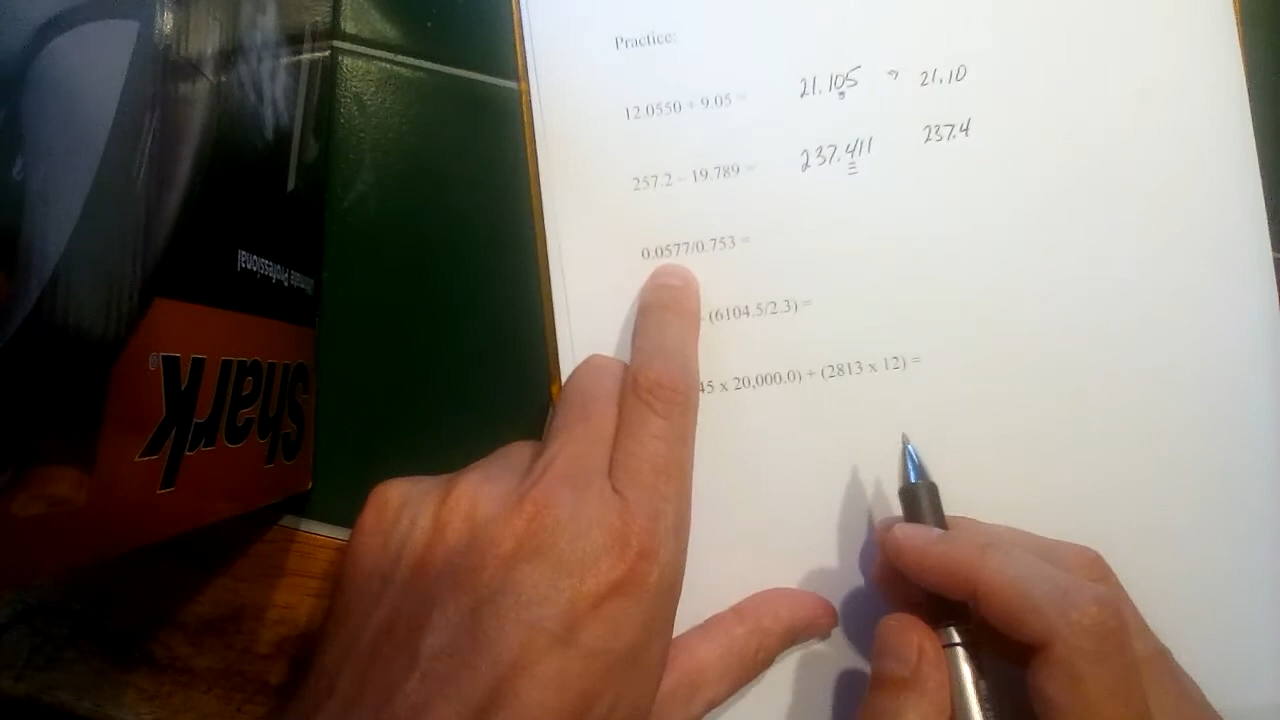 Practice:
12.0550 + 9.05 = 21.105 → 21.10
257.2 – 19.789 = 237.411 237.4
0.0577/0.753 =
(6104.5/2.3) =
45 x 20,000.0) + (2813 x 12) =
Professional
Shark®